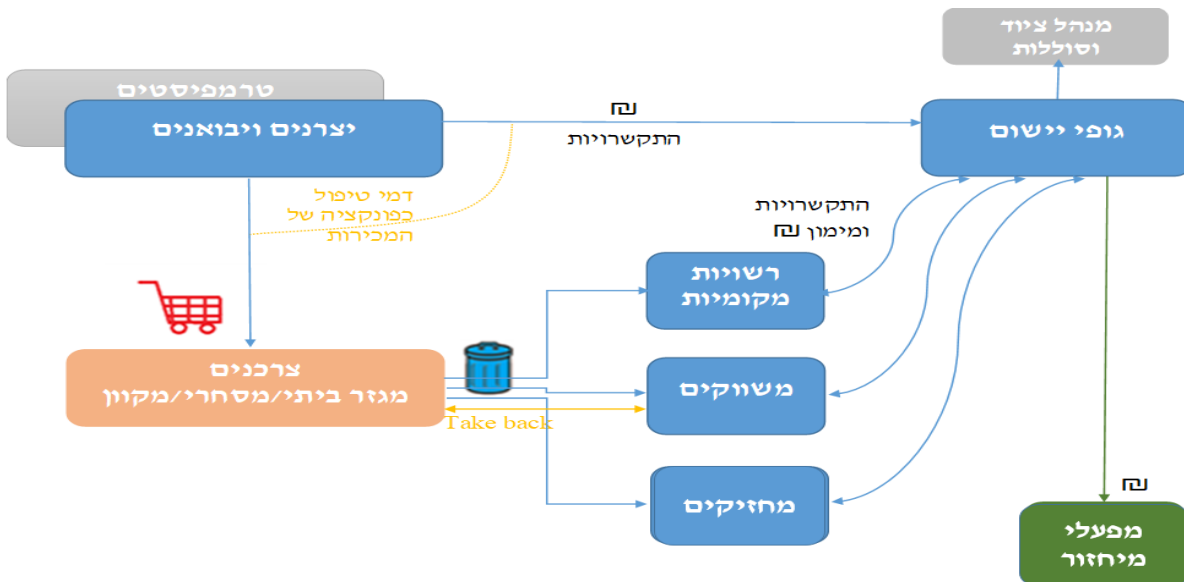 מנהל ציוד
וסוללות
טרמפיסטים
יצרנים ויבואנים
₪
התקשרויות
גופי יישום
דמי טיפול
כפונקציה של
המכירות
התקשרויות
ומימון ₪
רשויות
מקומיות
צרכנים
מגזר ביתי/מסחרי/מקוון
משווקים
Take back
מחזיקים
₪
מפעלי
מיחזור